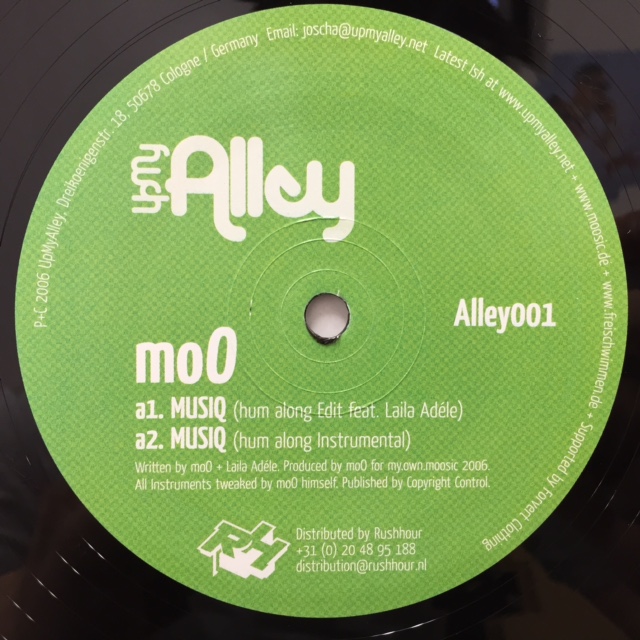 P+C 2006 UpMyAlley, Dreikoenigenstr. 18, 50678 Cologne / Germany Email: joscha@upmyalley.net Latest Ish at www.upmyalley.net + www.moosic.de + www.freischwimmen.de + Supported by Forvert Clothing
upmy Alley
Alley001
moO
a1. MUSIQ (hum along Edit feat. Laila Adéle)
a2. MUSIQ (hum along Instrumental)
Written by moO + Laila Adéle. Produced by moO for my.own.moosic 2006.
All Instruments tweaked by moO himself. Published by Copyright Control.
RH
Distributed by Rushhour
+31 (0) 20 48 95 188
distribution@rushhour.nl